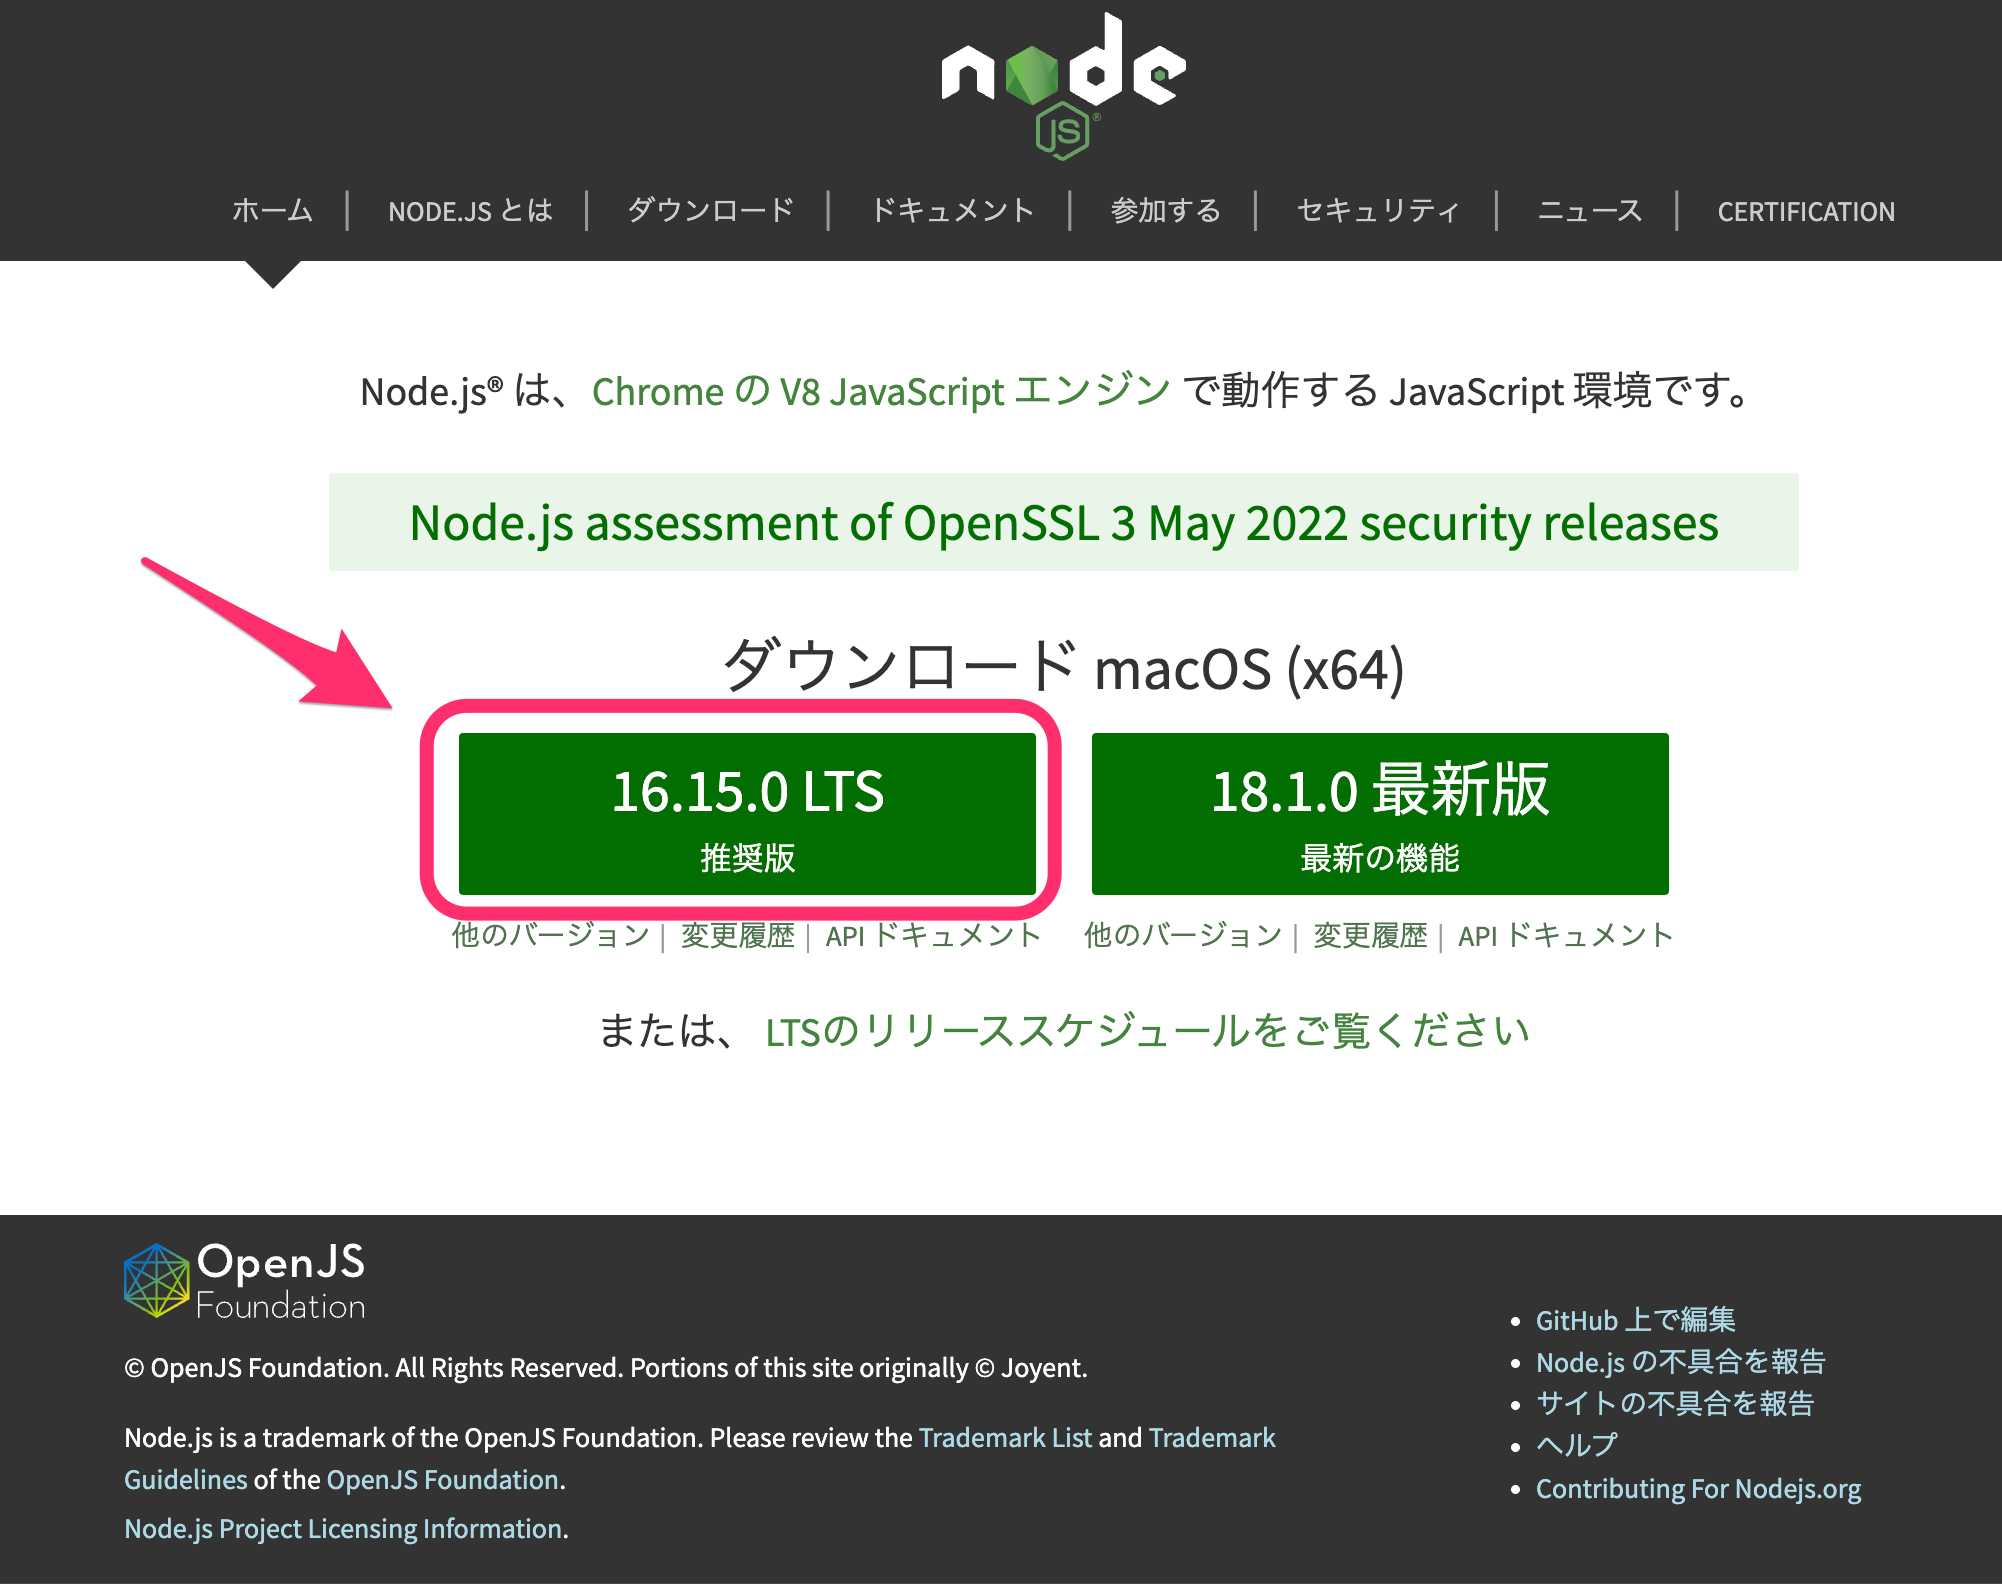 node
JS®
ホーム | NODE.JS とは | ダウンロード | ドキュメント | 参加する | セキュリティ | ニュース | CERTIFICATION
Node.js® は、 Chrome の V8 JavaScript エンジン で動作する JavaScript 環境です。
Node.js assessment of OpenSSL 3 May 2022 security releases
ダウンロード macOS (x64)
16.15.0 LTS
推奨版
他のバージョン | 変更履歴 | API ドキュメント
18.1.0 最新版
最新の機能
他のバージョン | 変更履歴 | API ドキュメント
または、 LTSのリリーススケジュールをご覧ください
OpenJS
Foundation
© OpenJS Foundation. All Rights Reserved. Portions of this site originally © Joyent.
Node.js is a trademark of the OpenJS Foundation. Please review the Trademark List and Trademark
Guidelines of the OpenJS Foundation.
Node.js Project Licensing Information.
• GitHub 上で編集
• Node.js の不具合を報告
• サイトの不具合を報告
• ヘルプ
• Contributing For Nodejs.org